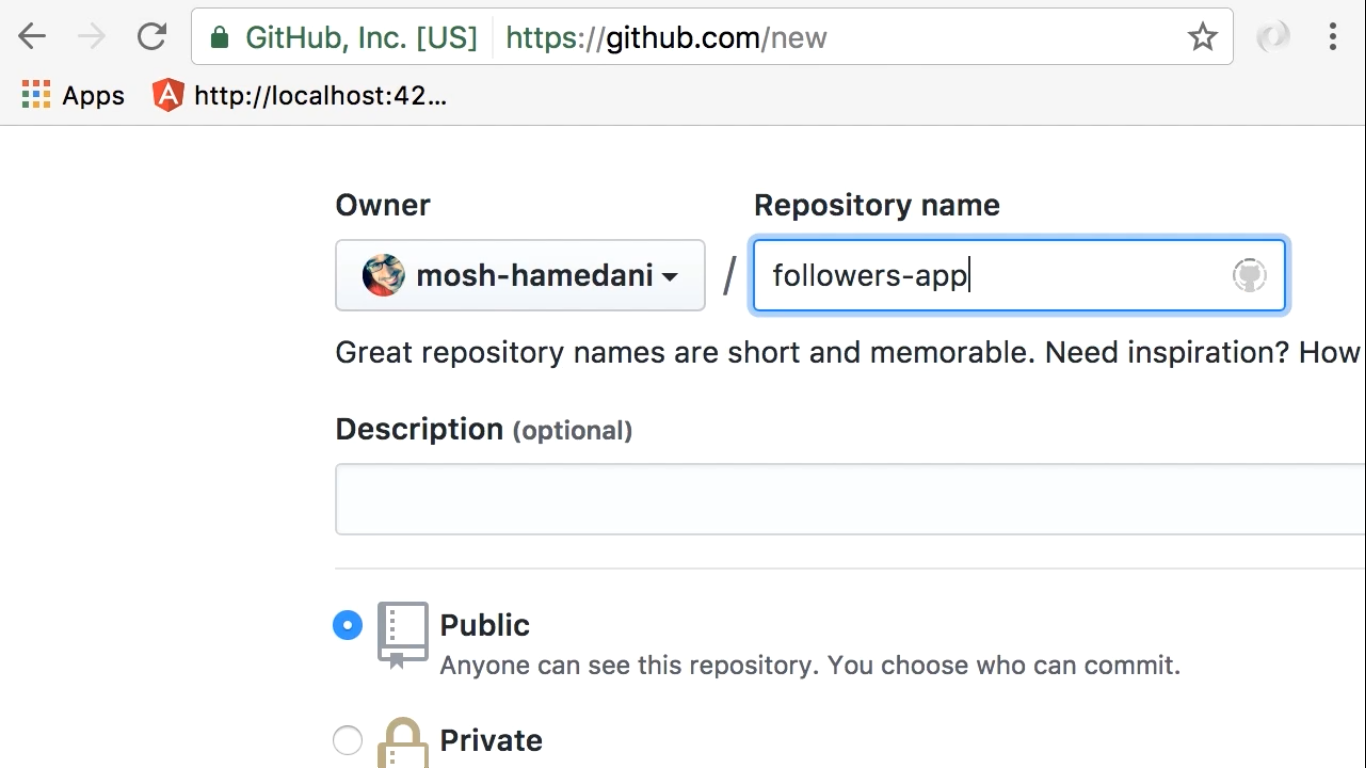 GitHub, Inc. [US] https://github.com/new
Apps http://localhost:42...
Owner Repository name
mosh-hamedani / followers-app
Great repository names are short and memorable. Need inspiration? How
Description (optional)
Public
Anyone can see this repository. You choose who can commit.
Private